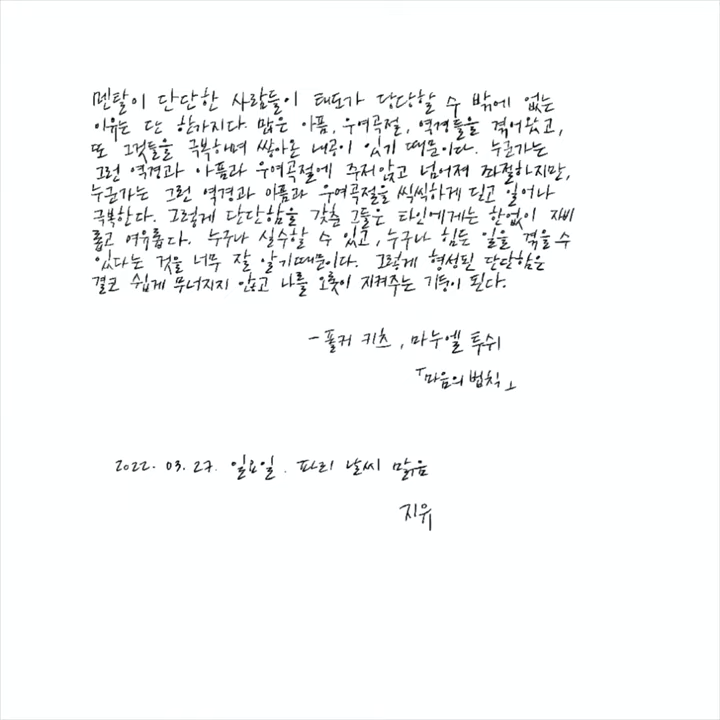 멘탈이 단단한 사람들이 태도가 당당할 수 밖에 없는
이유는 단 한가지다. 많은 아픔, 우여곡절, 역경들을 겪어왔고,
또 그것들을 극복하며 쌓아온 내공이 있기 때문이다. 누군가는
그런 역경과 아픔과 우여곡절에 주저앉고 넘어져 좌절하지만,
누군가는 그런 역경과 아픔과 우여곡절을 씩씩하게 딛고 일어나
극복한다. 그렇게 단단함을 갖춘 그들은 타인에게는 한없이 자비
롭고 여유롭다. 누구나 실수할 수 있고, 누구나 힘든 일을 겪을 수
있다는 것을 너무 잘 알기때문이다. 그렇게 형성된 단단함은
결코 쉽게 무너지지 않고 나를 오롯이 지켜주는 기둥이 된다.
- 폴커 키츠, 마누엘 투쉬
「마음의 법칙」
2022. 03. 27. 일요일. 파리 날씨 맑음
지유